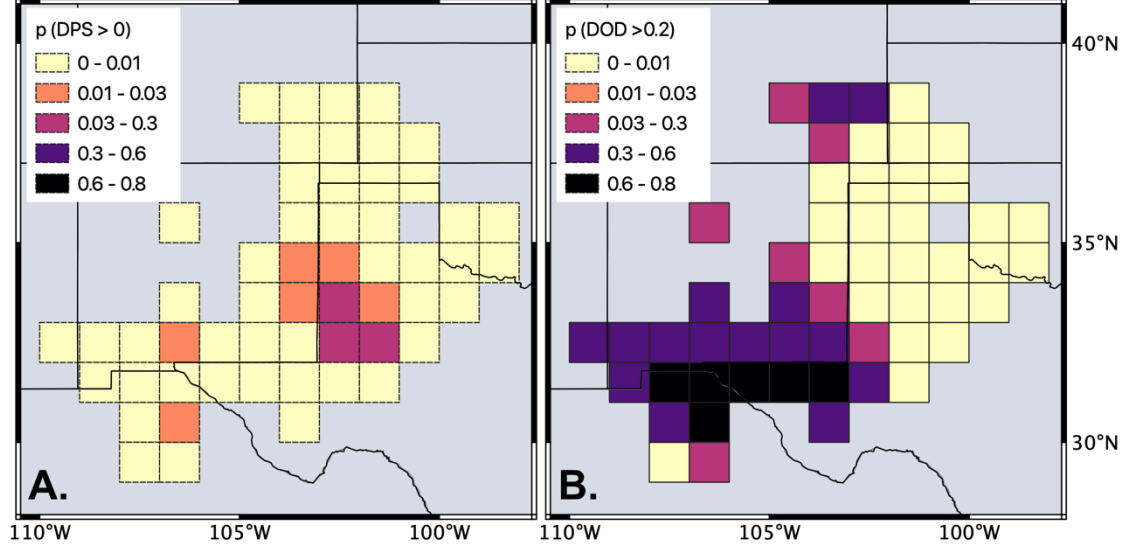 p (DPS > 0)
0 - 0.01
0.01 - 0.03
0.03 - 0.3
0.3 - 0.6
0.6 - 0.8
A.
110°W
105°W
100°W
p (DOD >0.2)
0 - 0.01
0.01 - 0.03
0.03 - 0.3
0.3 - 0.6
0.6 - 0.8
B.
40°N
35°N
30°N
110°W
105°W
100°W